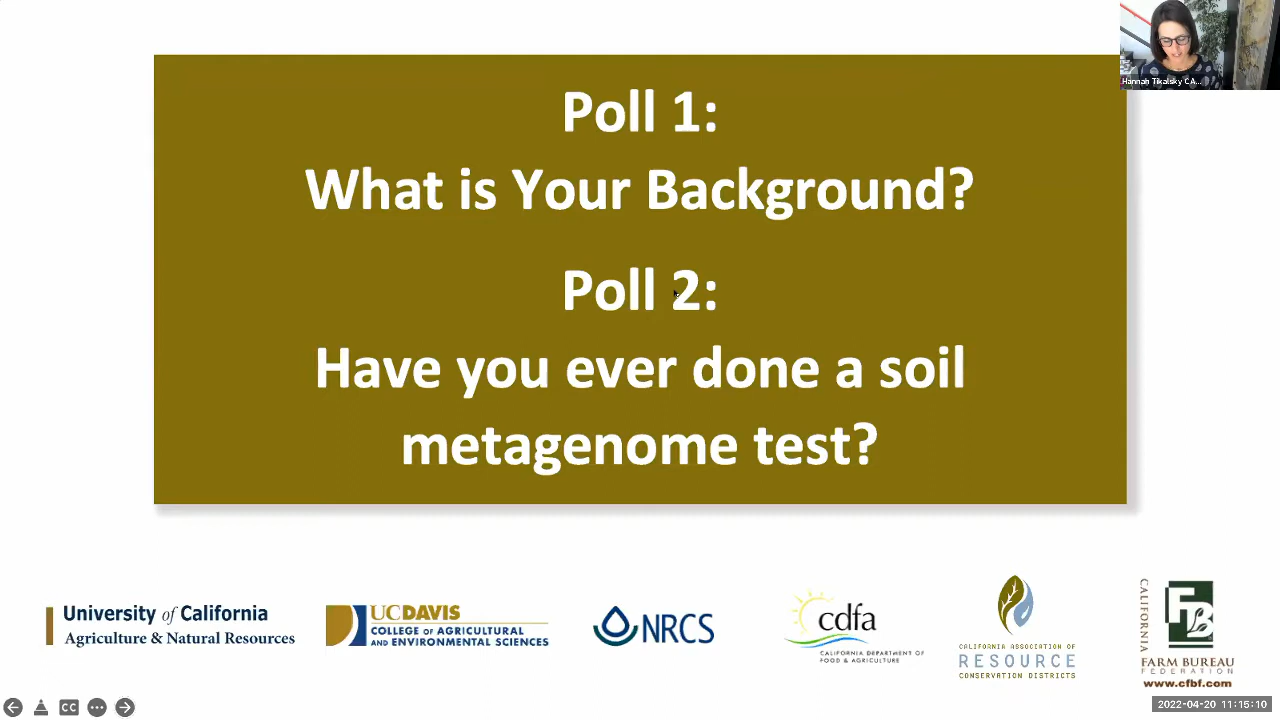 Hannah Tikalsky CA...
Poll 1:
What is Your Background?
Poll 2:
Have you ever done a soil
metagenome test?
University of California
Agriculture & Natural Resources
UCDAVIS
COLLEGE OF AGRICULTURAL
AND ENVIRONMENTAL SCIENCES
NRCS
cdfa
CALIFORNIA DEPARTMENT OF
FOOD & AGRICULTURE
CALIFORNIA ASSOCIATION OF
RESOURCE
CONSERVATION DISTRICTS
CALIFORNIA
FB
FARM BUREAU
FEDERATION
www.cfbf.com
CC
2022-04-20 11:15:10